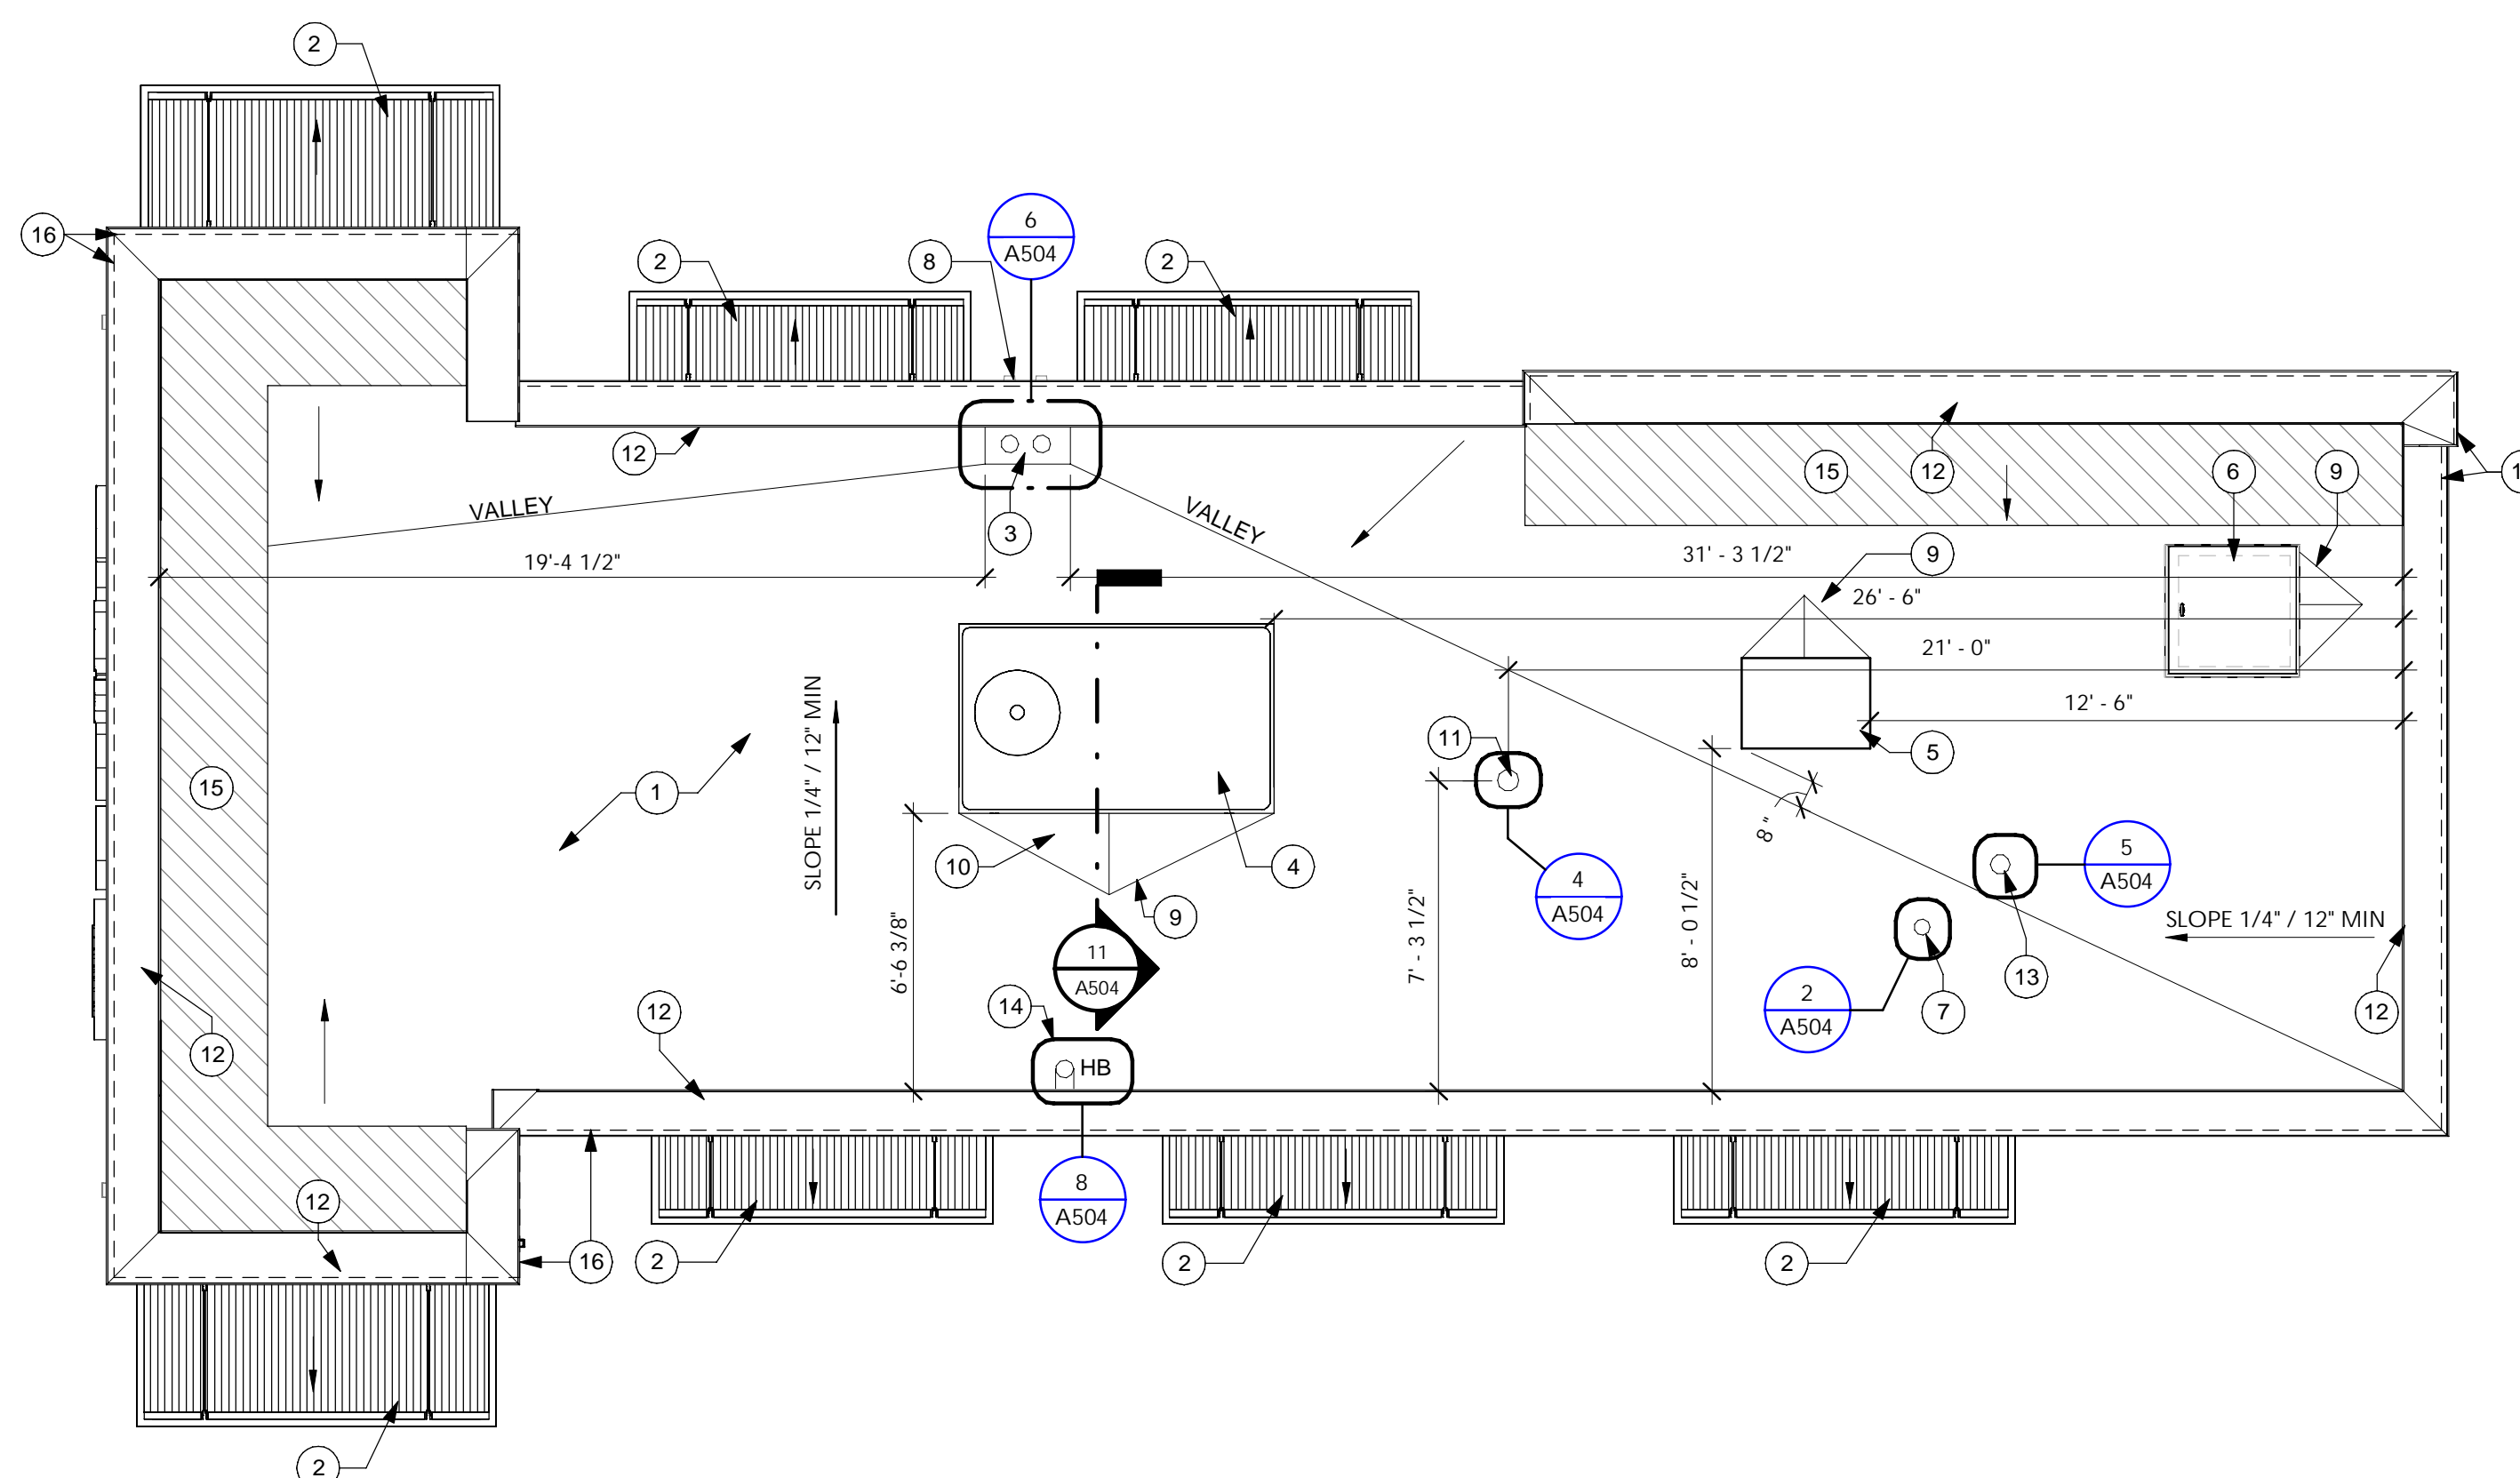 2
16
6
A504
2
8
2
12
VALLEY
3
VALLEY
15
12
6
9
19'-4 1/2"
31' - 3 1/2"
9
26' - 6"
21' - 0"
12' - 6"
SLOPE 1/4" / 12" MIN
11
5
15
1
8"
10
4
9
4
A504
5
A504
6'-6 3/8"
7' - 3 1/2"
8' - 0 1/2"
SLOPE 1/4" / 12" MIN
11
A504
13
14
12
2
A504
7
12
12
HB
12
8
A504
16
2
2
2
2